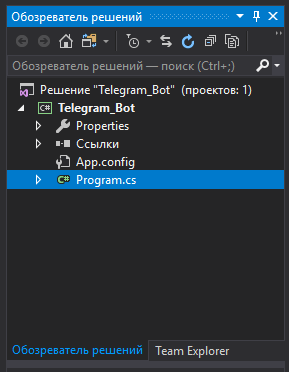 Обозреватель решений
Обозреватель решений — поиск (Ctrl+;)
Решение "Telegram_Bot" (проектов: 1)
C# Telegram_Bot
Properties
Ссылки
App.config
C# Program.cs
Обозреватель решений Team Explorer